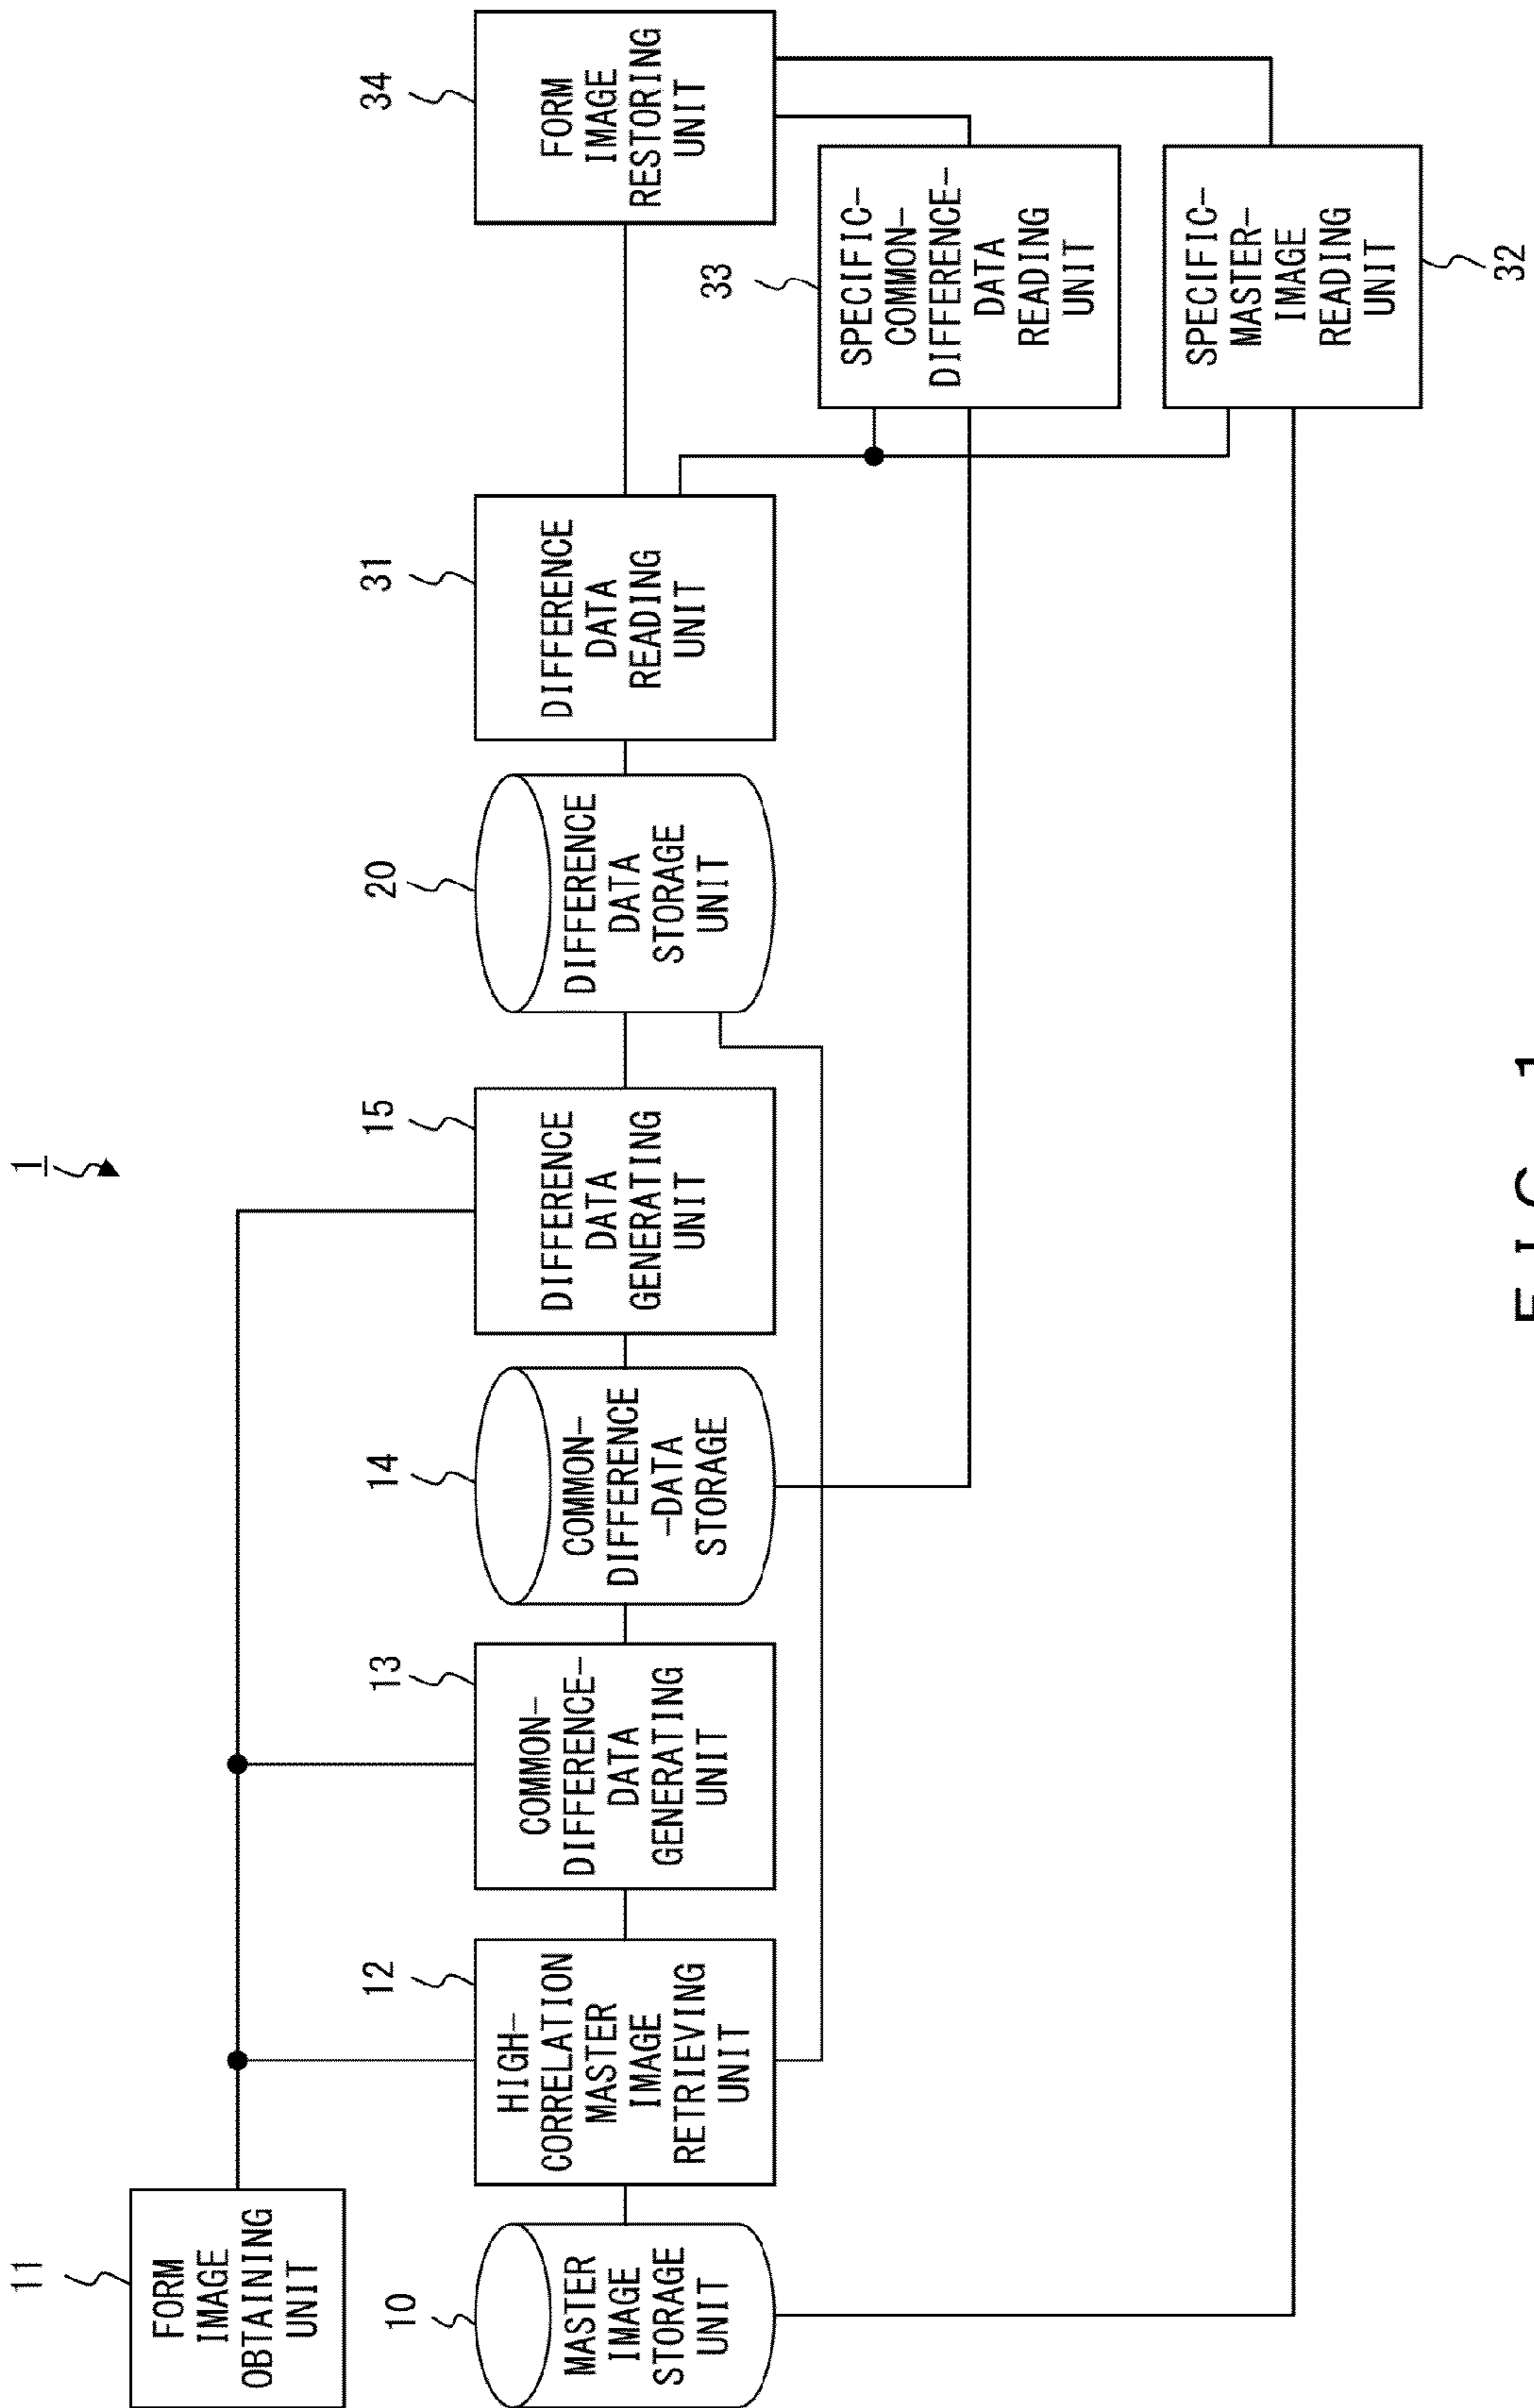 1
11
FORM
IMAGE
OBTAINING
UNIT
10
MASTER
IMAGE
STORAGE
UNIT
12
HIGH-
CORRELATION
MASTER
IMAGE
RETRIEVING
UNIT
13
COMMON-
DIFFERENCE-
DATA
GENERATING
UNIT
14
COMMON-
DIFFERENCE
-DATA
STORAGE
15
DIFFERENCE
DATA
GENERATING
UNIT
20
DIFFERENCE
DATA
STORAGE
UNIT
31
DIFFERENCE
DATA
READING
UNIT
34
FORM
IMAGE
RESTORING
UNIT
33
SPECIFIC-
COMMON-
DIFFERENCE-
DATA
READING
UNIT
SPECIFIC-
MASTER-
IMAGE
READING
UNIT
32